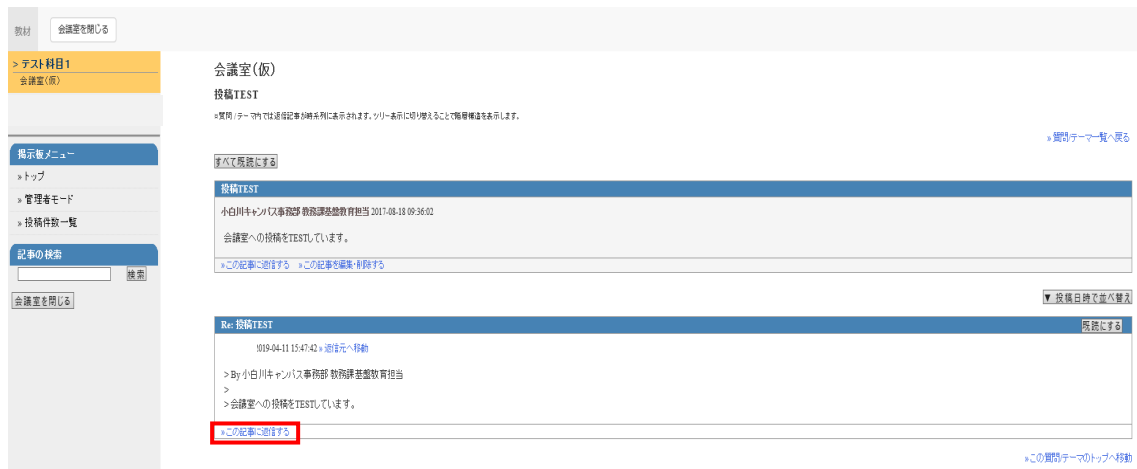 教材
会議室を閉じる
> テスト科目1
会議室(仮)
掲示板メニュー
»トップ
»管理者モード
»投稿件数一覧
記事の検索
検索
会議室を閉じる
会議室(仮)
投稿TEST
※質問/テーマ内では返信記事が時系列に表示されます。ツリー表示に切り替えることで階層構造を表示します。
»質問/テーマ一覧へ戻る
すべて既読にする
投稿TEST
小白川キャンパス事務部 教務課基盤教育担当 2017-08-18 09:36:02
会議室への投稿をTESTしています。
»この記事に返信する »この記事を編集・削除する
▼ 投稿日時で並べ替え
Re: 投稿TEST 既読にする
019-04-11 15:47:42 » 返信元へ移動
> By 小白川キャンパス事務部 教務課基盤教育担当
>
> 会議室への投稿をTESTしています。
»この記事に返信する
»この質問/テーマのトップへ移動